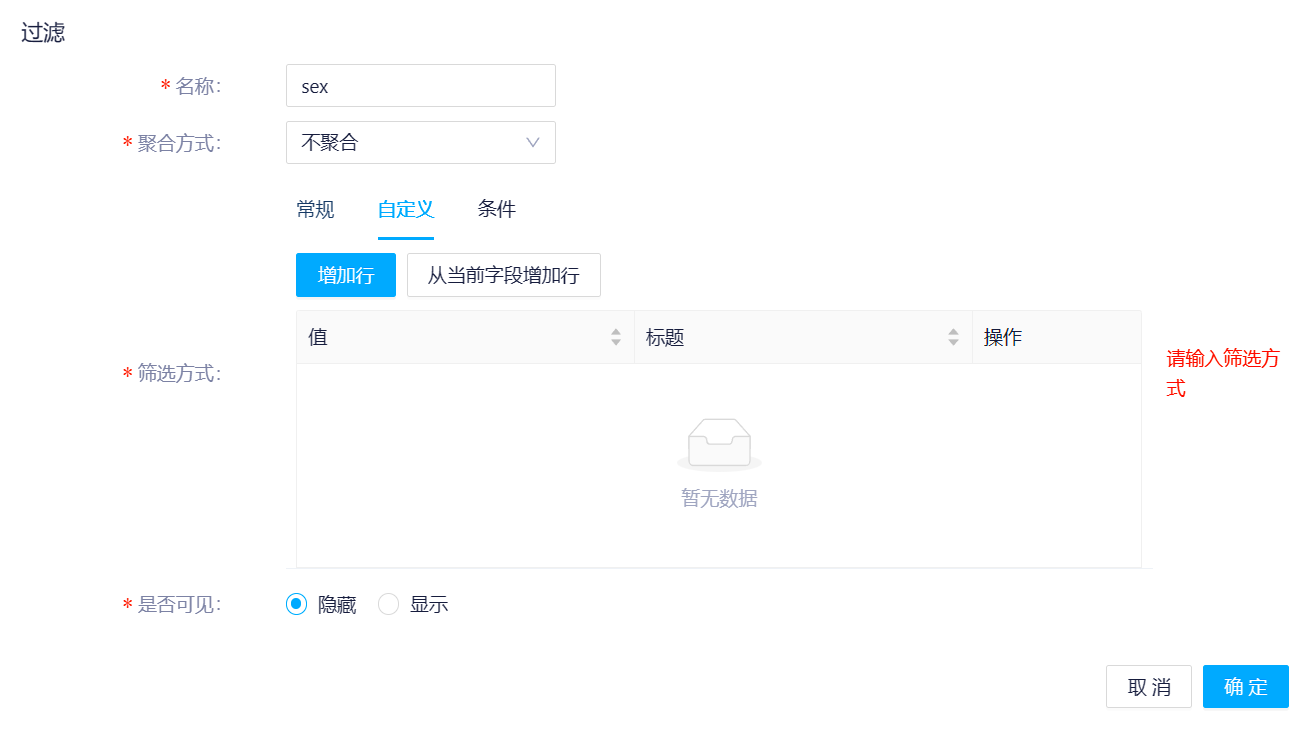 过滤
* 名称：
sex
* 聚合方式：
不聚合
常规 自定义 条件
增加行 从当前字段增加行
值 标题 操作
* 筛选方式：
请输入筛选方
式
暂无数据
* 是否可见：
隐藏 显示
取 消 确 定